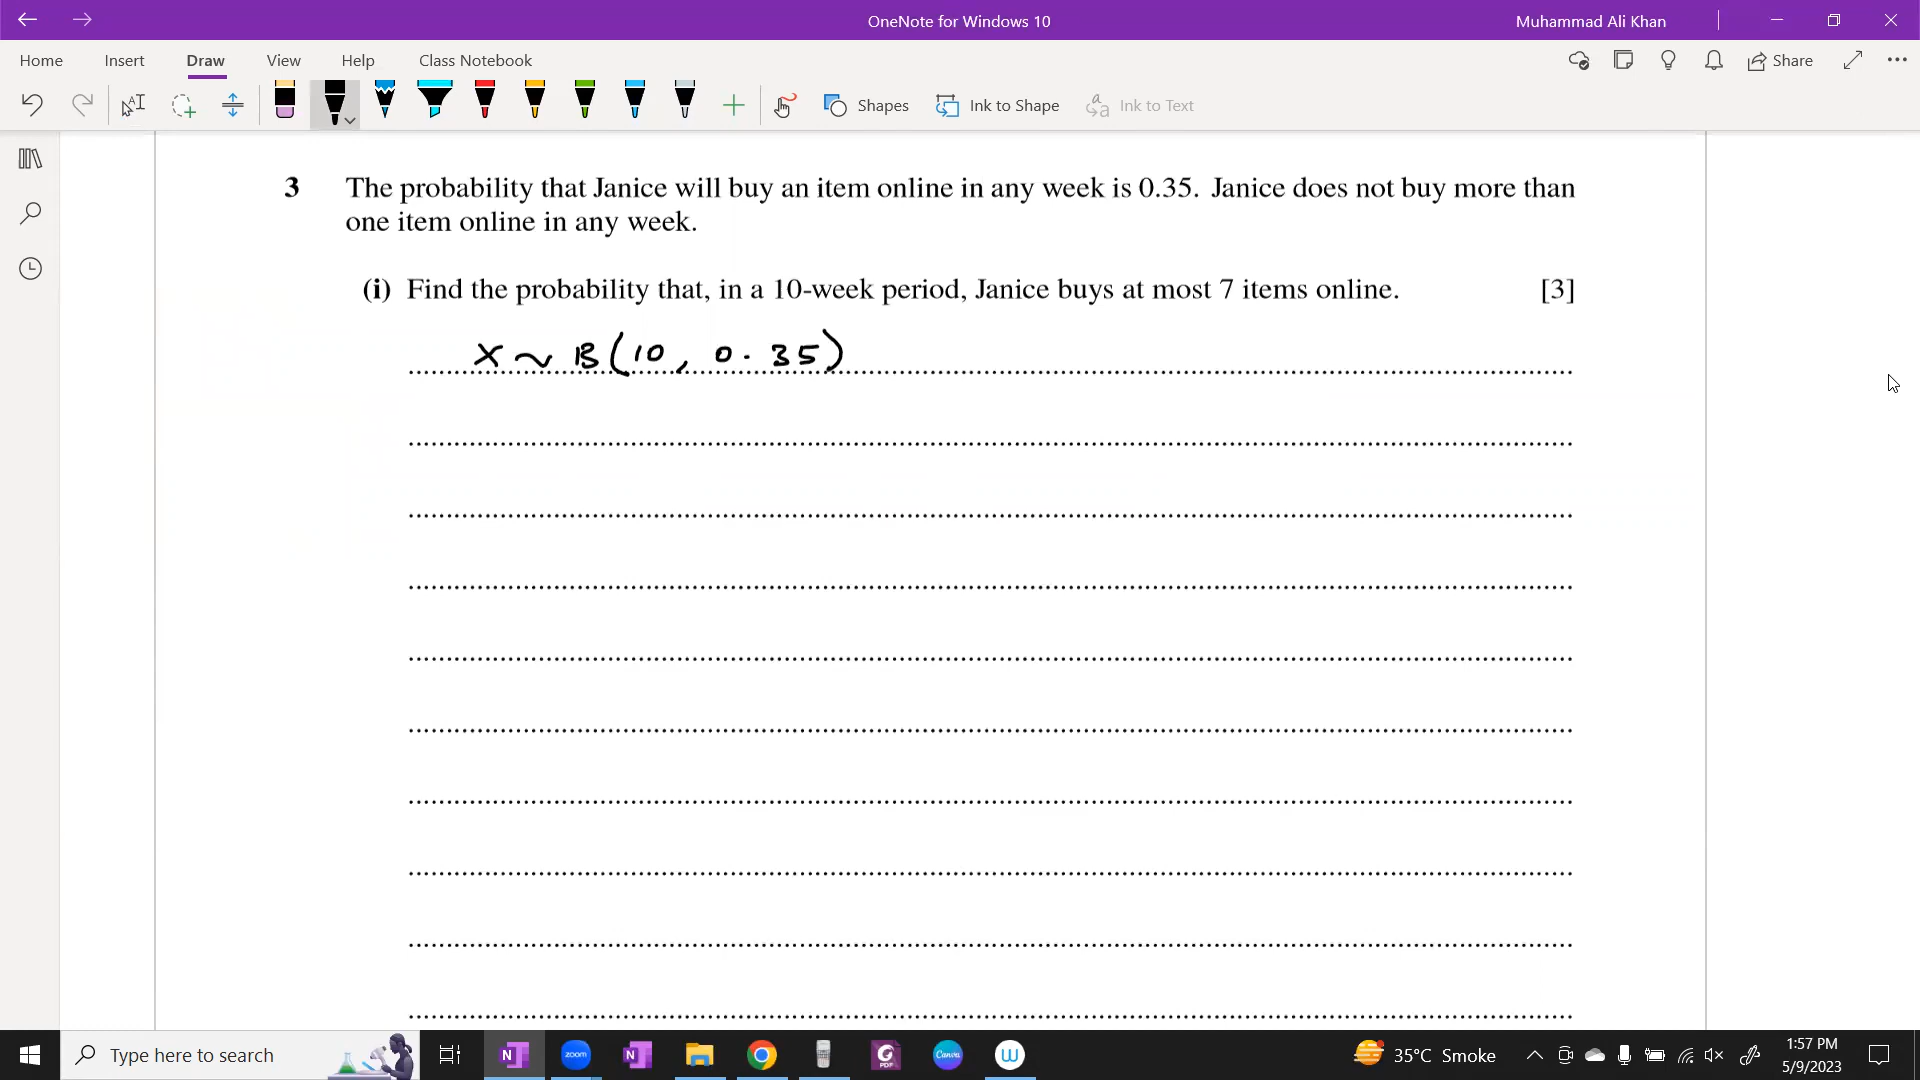 OneNote for Windows 10
Muhammad Ali Khan
Home Insert Draw View Help Class Notebook
Share
Shapes Ink to Shape Ink to Text
3 The probability that Janice will buy an item online in any week is 0.35. Janice does not buy more than
one item online in any week.
(i) Find the probability that, in a 10-week period, Janice buys at most 7 items online. [3]
X ~ B(10, 0.35)
Type here to search
N
zoom
N
PDF
Canva
W
35°C Smoke
1:57 PM
5/9/2023